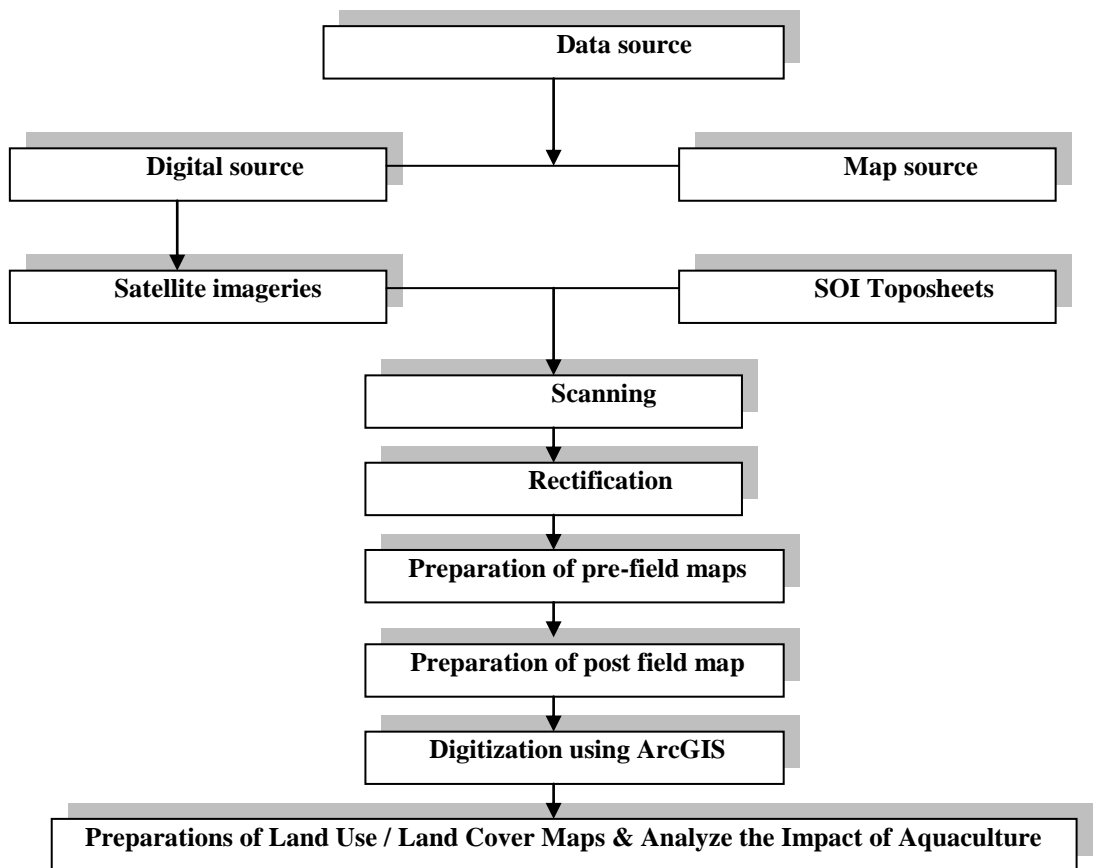 Data source
Digital source
Map source
Satellite imageries
SOI Toposheets
Scanning
Rectification
Preparation of pre-field maps
Preparation of post field map
Digitization using ArcGIS
Preparations of Land Use / Land Cover Maps & Analyze the Impact of Aquaculture